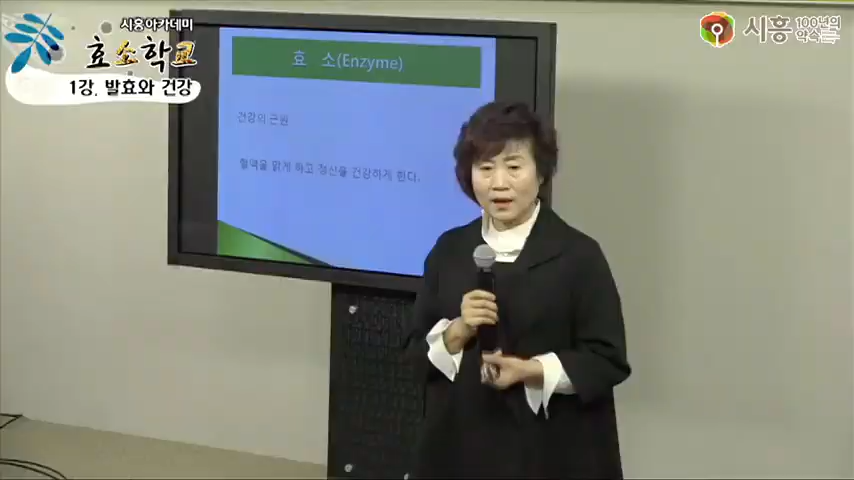 시흥아카데미
효소학교
1강. 발효와 건강
시흥
100년의
약속
효 소(Enzyme)
건강의 근원
혈액을 맑게 하고 정신을 건강하게 한다.